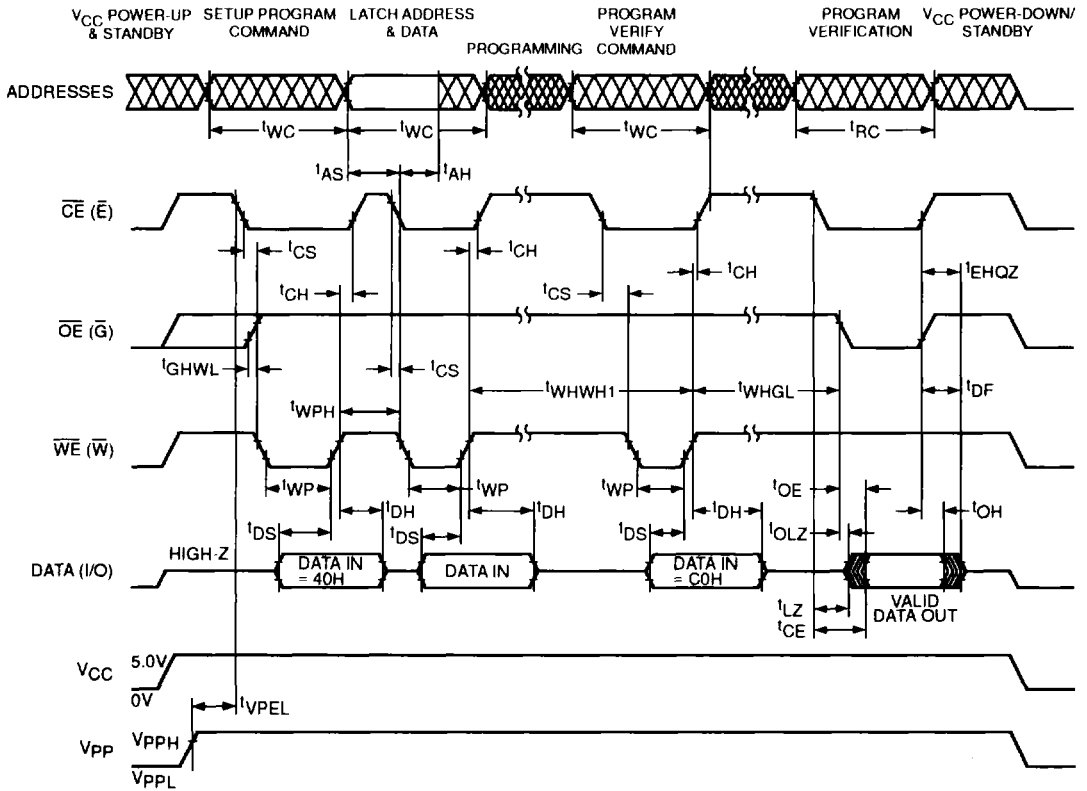 VCC POWER-UP
& STANDBY
SETUP PROGRAM
COMMAND
LATCH ADDRESS
& DATA
PROGRAMMING
PROGRAM
VERIFY
COMMAND
PROGRAM
VERIFICATION
VCC POWER-DOWN/
STANDBY
ADDRESSES
tWC
tWC
tWC
tRC
tAS
tAH
CE (E)
tCS
tCH
tCH
tCS
tCH
tEHQZ
OE (G)
tGHWL
tCS
tWPH
tWHWH1
tWHGL
tDF
WE (W)
tWP
tWP
tWP
tOE
tDH
tDH
tDH
tOH
tDS
tDS
tDS
tOLZ
HIGH-Z
DATA (I/O)
DATA IN
= 40H
DATA IN
DATA IN
= C0H
VALID
DATA OUT
tLZ
tCE
VCC
5.0V
0V
tVPEL
VPP
VPPH
VPPL